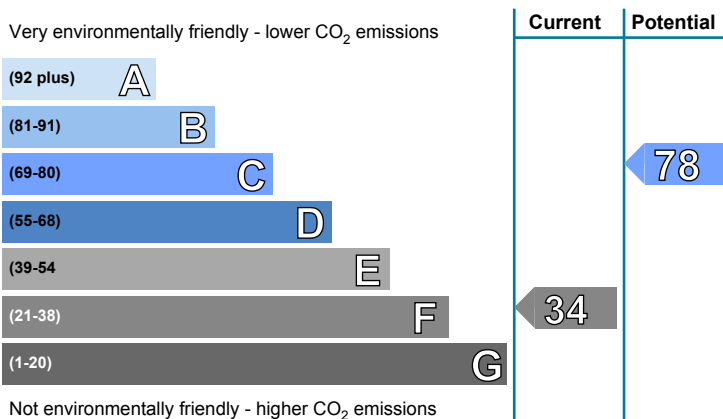 Very environmentally friendly - lower CO2 emissions
Current
Potential
(92 plus) A
(81-91) B
(69-80) C
78
(55-68) D
(39-54 E
(21-38) F
34
(1-20) G
Not environmentally friendly - higher CO2 emissions